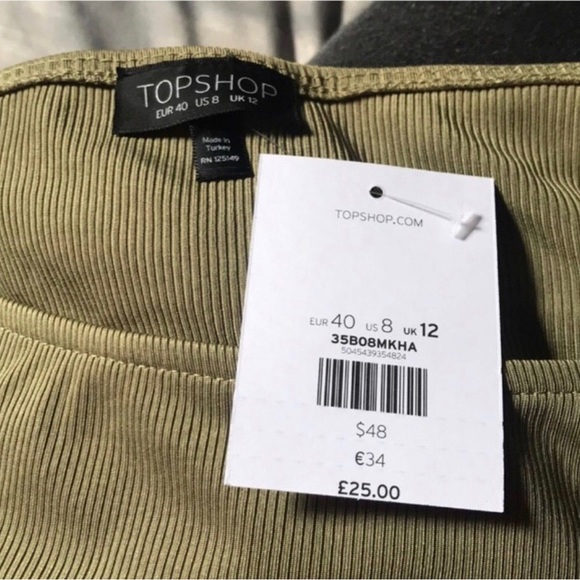 TOPSHOP
EUR 40 US 8 UK 12
Made in
Turkey
RN 125149
TOPSHOP.COM
EUR 40 US 8 UK 12
35B08MKHA
5045439354824
$48
€34
£25.00